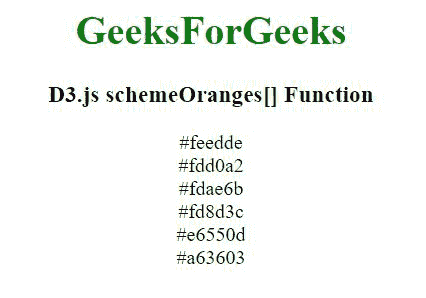 GeeksForGeeks
D3.js schemeOranges[] Function
#feedde
#fdd0a2
#fdae6b
#fd8d3c
#e6550d
#a63603